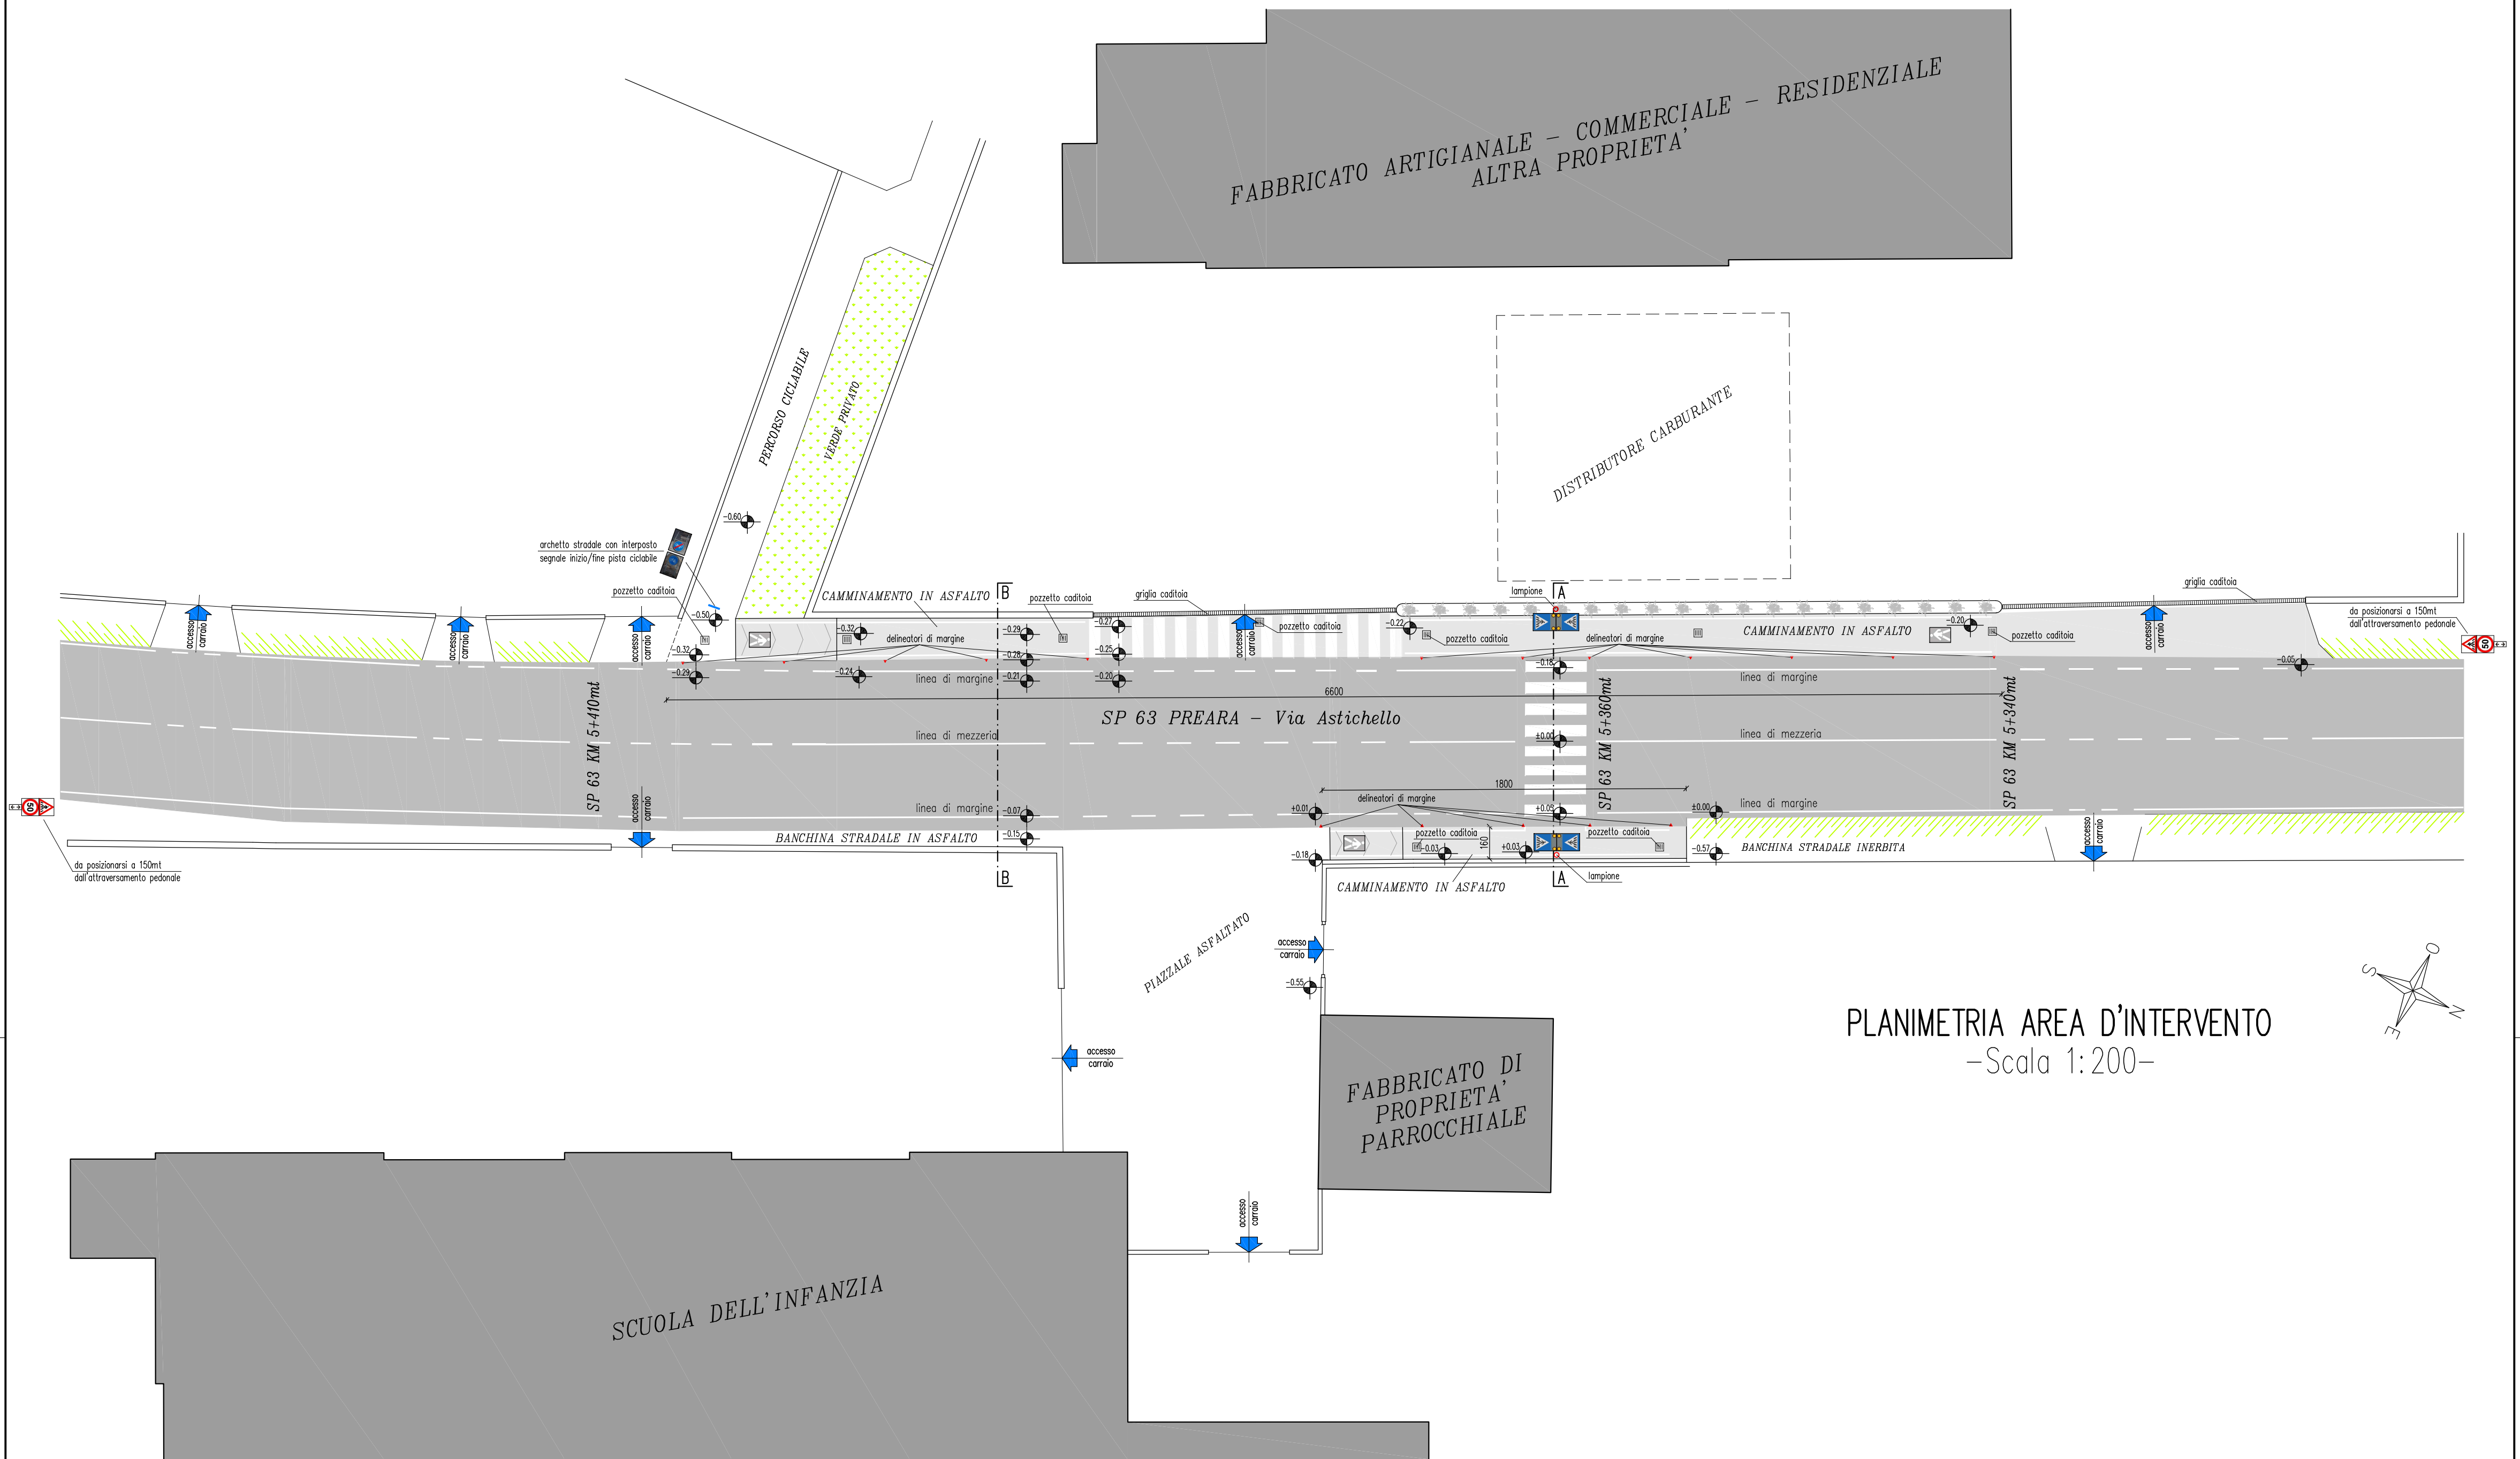 FABBRICATO ARTIGIANALE - COMMERCIALE - RESIDENZIALE
ALTRA PROPRIETA'
PERCORSO CICLABILE
VERDE PRIVATO
DISTRIBUTORE CARBURANTE
-0.60
archetto stradale con interposto
segnale inizio/fine pista ciclabile
pozzetto caditoia
-0.50
CAMMINAMENTO IN ASFALTO
B
pozzetto caditoia
griglia caditoia
lampione
A
griglia caditoia
da posizionarsi a 150mt
dall'attraversamento pedonale
50
accesso
carraio
accesso
carraio
accesso
carraio
-0.32
-0.29
-0.32
delineatori di margine
-0.24
linea di margine
-0.29
-0.28
-0.21
-0.27
-0.25
-0.20
accesso
carraio
pozzetto caditoia
-0.22
pozzetto caditoia
delineatori di margine
-0.18
CAMMINAMENTO IN ASFALTO
-0.20
pozzetto caditoia
linea di margine
accesso
carraio
-0.05
6600
SP 63 KM 5+410mt
SP 63 PREARA - Via Astichello
SP 63 KM 5+360mt
SP 63 KM 5+340mt
linea di mezzeria
±0.00
linea di mezzeria
50
da posizionarsi a 150mt
dall'attraversamento pedonale
accesso
carraio
linea di margine
-0.07
-0.15
BANCHINA STRADALE IN ASFALTO
B
1800
+0.01
delineatori di margine
+0.05
±0.00
linea di margine
pozzetto caditoia
160
pozzetto caditoia
-0.18
-0.03
+0.03
-0.57
BANCHINA STRADALE INERBITA
accesso
carraio
CAMMINAMENTO IN ASFALTO
A
lampione
PIAZZALE ASFALTATO
accesso
carraio
-0.55
accesso
carraio
FABBRICATO DI
PROPRIETA'
PARROCCHIALE
O
S
N
E
PLANIMETRIA AREA D'INTERVENTO
-Scala 1:200-
accesso
carraio
SCUOLA DELL'INFANZIA